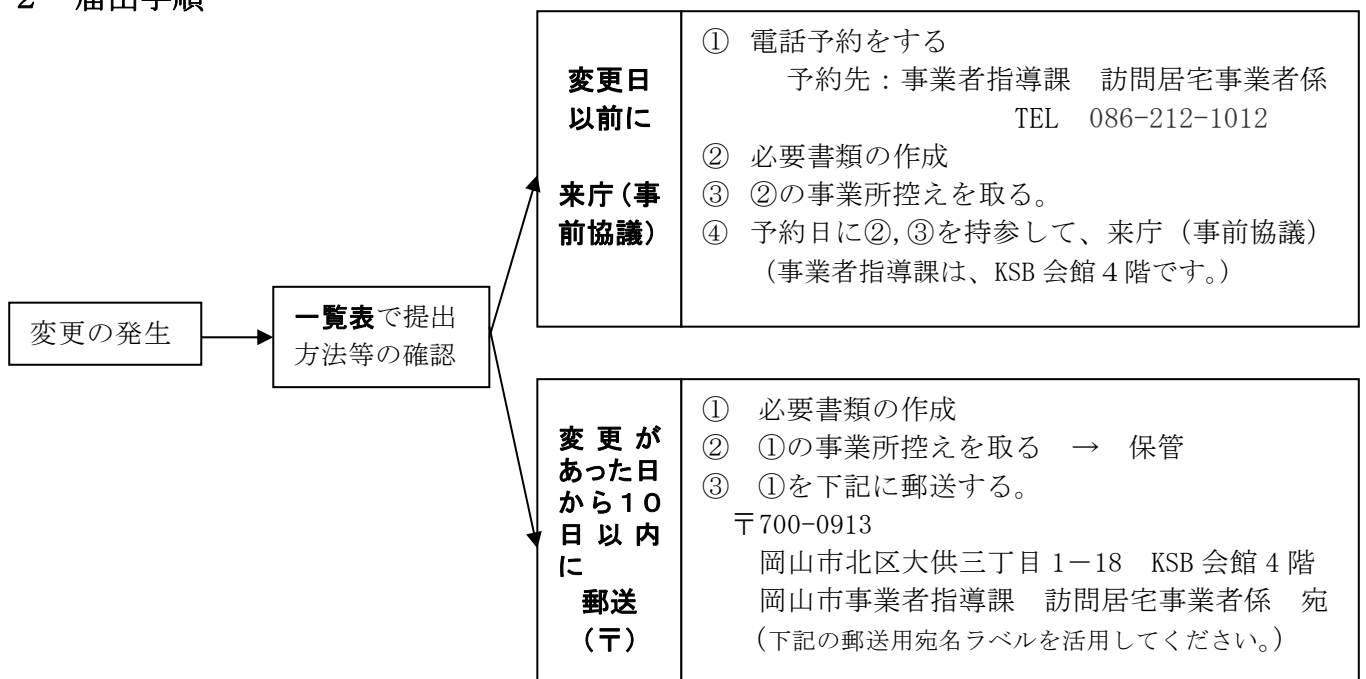 ２　届出手順
変更の発生
一覧表で提出
方法等の確認
変更日
以前に
来庁（事
前協議）
① 電話予約をする
予約先：事業者指導課　訪問居宅事業者係
TEL　086-212-1012
② 必要書類の作成
③ ②の事業所控えを取る。
④ 予約日に②,③を持参して、来庁（事前協議）
（事業者指導課は、KSB 会館４階です。）
変更が
あった日
から１０
日以内
に
郵送
（〒）
① 必要書類の作成
② ①の事業所控えを取る　→　保管
③ ①を下記に郵送する。
〒700-0913
岡山市北区大供三丁目 1－18　KSB 会館 4 階
岡山市事業者指導課　訪問居宅事業者係　宛
（下記の郵送用宛名ラベルを活用してください。）